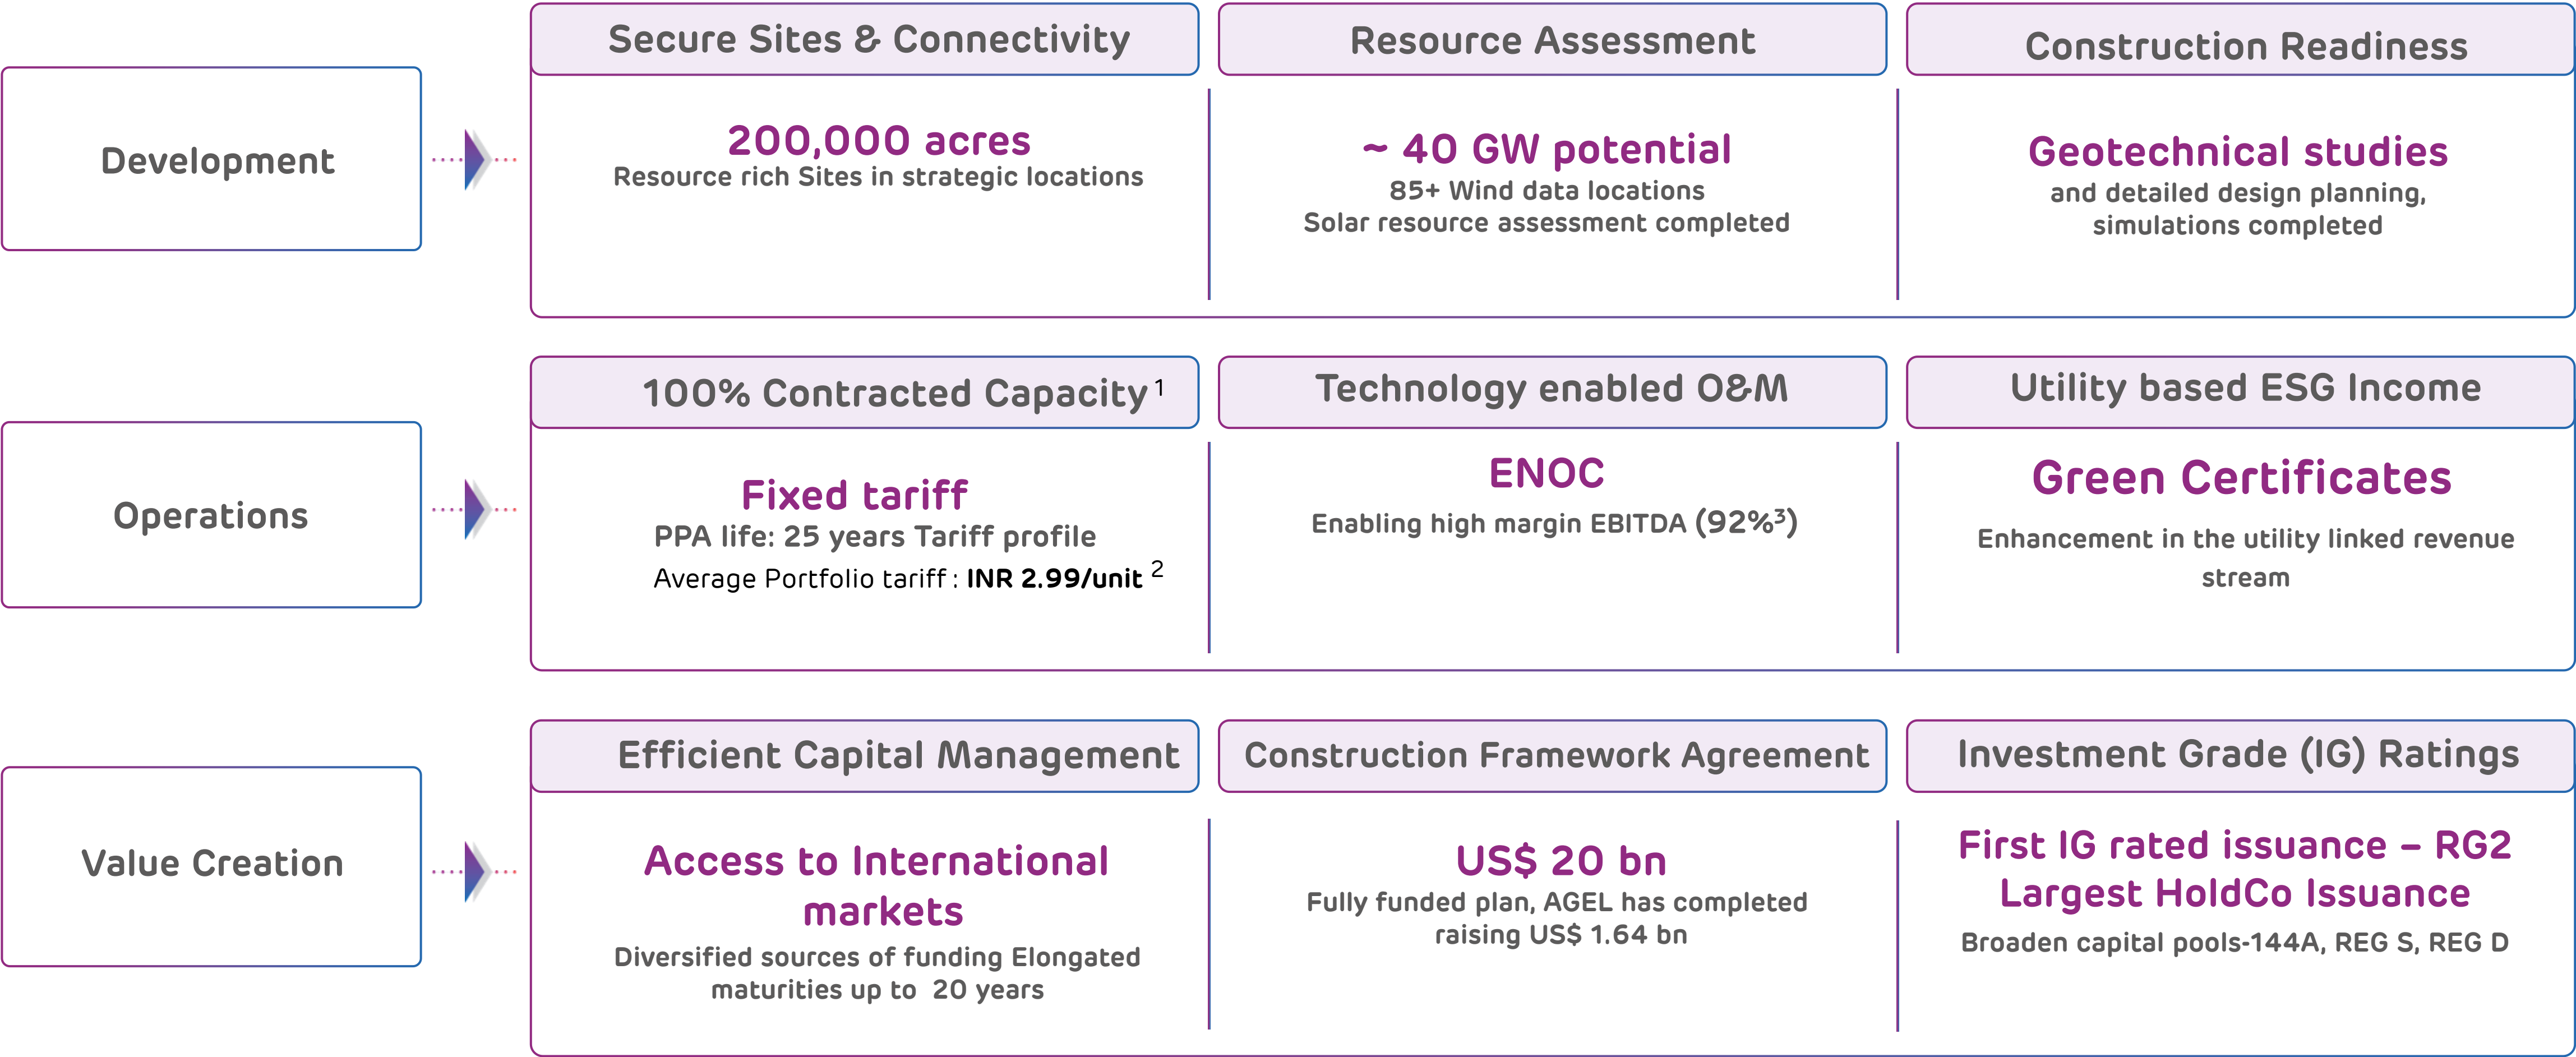 Development
Secure Sites & Connectivity
200,000 acres
Resource rich Sites in strategic locations
Resource Assessment
~ 40 GW potential
85+ Wind data locations
Solar resource assessment completed
Construction Readiness
Geotechnical studies
and detailed design planning,
simulations completed
Operations
100% Contracted Capacity 1
Fixed tariff
PPA life: 25 years Tariff profile
Average Portfolio tariff : INR 2.99/unit 2
Technology enabled O&M
ENOC
Enabling high margin EBITDA (92%³)
Utility based ESG Income
Green Certificates
Enhancement in the utility linked revenue
stream
Value Creation
Efficient Capital Management
Access to International
markets
Diversified sources of funding Elongated
maturities up to 20 years
Construction Framework Agreement
US$ 20 bn
Fully funded plan, AGEL has completed
raising US$ 1.64 bn
Investment Grade (IG) Ratings
First IG rated issuance – RG2
Largest HoldCo Issuance
Broaden capital pools-144A, REG S, REG D